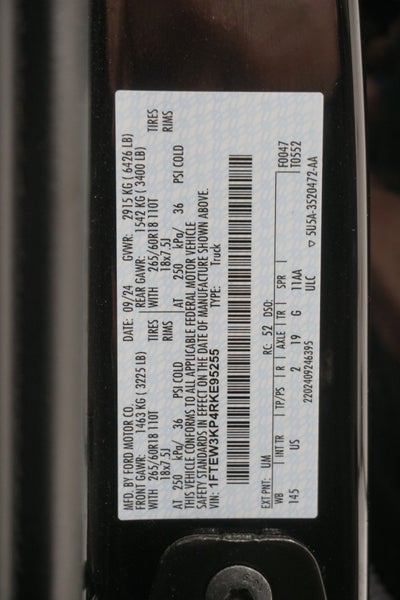 MFD. BY FORD MOTOR CO.
DATE: 09/24 GVWR: 2915 KG ( 6426 LB)
FRONT GAWR: 1463 KG ( 3225 LB) REAR GAWR: 1542 KG ( 3400 LB)
WITH 265/60R18 110T TIRES WITH 265/60R18 110T TIRES
18x7.5J RIMS 18x7.5J RIMS
AT 250 kPa/ 36 PSI COLD AT 250 kPa/ 36 PSI COLD
THIS VEHICLE CONFORMS TO ALL APPLICABLE FEDERAL MOTOR VEHICLE
SAFETY STANDARDS IN EFFECT ON THE DATE OF MANUFACTURE SHOWN ABOVE.
VIN: 1FTEW3KP4RKE95255 TYPE: Truck
EXT PNT: UM RC: 52 DSO: F0047
WB INT TR TP/PS R AXLE TR SPR T0552
145 US 2 19 G 11AA
ULC
2202409246395 ▽ 5U5A-3520472-AA